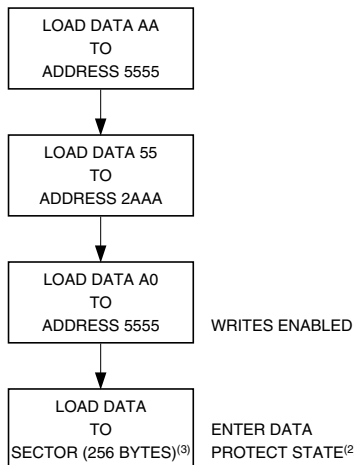 LOAD DATA AA
TO
ADDRESS 5555
LOAD DATA 55
TO
ADDRESS 2AAA
LOAD DATA A0
TO
ADDRESS 5555 WRITES ENABLED
LOAD DATA
TO ENTER DATA
SECTOR (256 BYTES)(3) PROTECT STATE(2